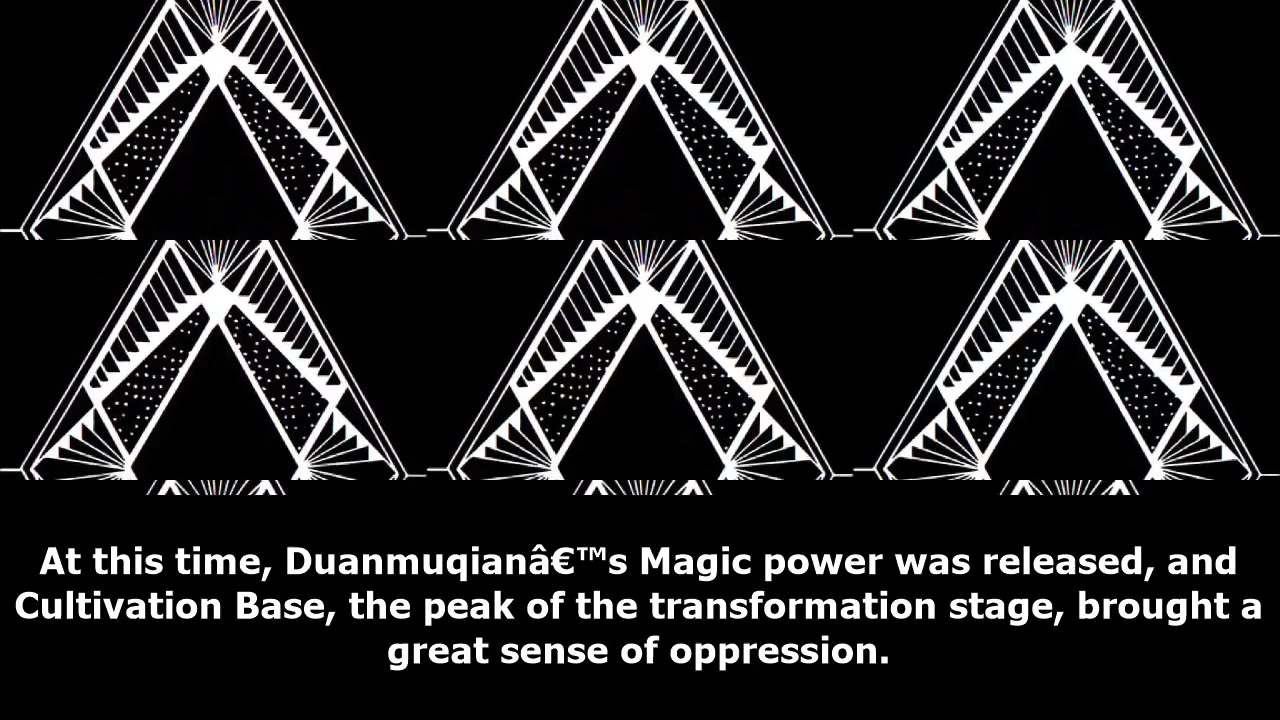 At this time, Duanmuqianâ€™s Magic power was released, and
Cultivation Base, the peak of the transformation stage, brought a
great sense of oppression.